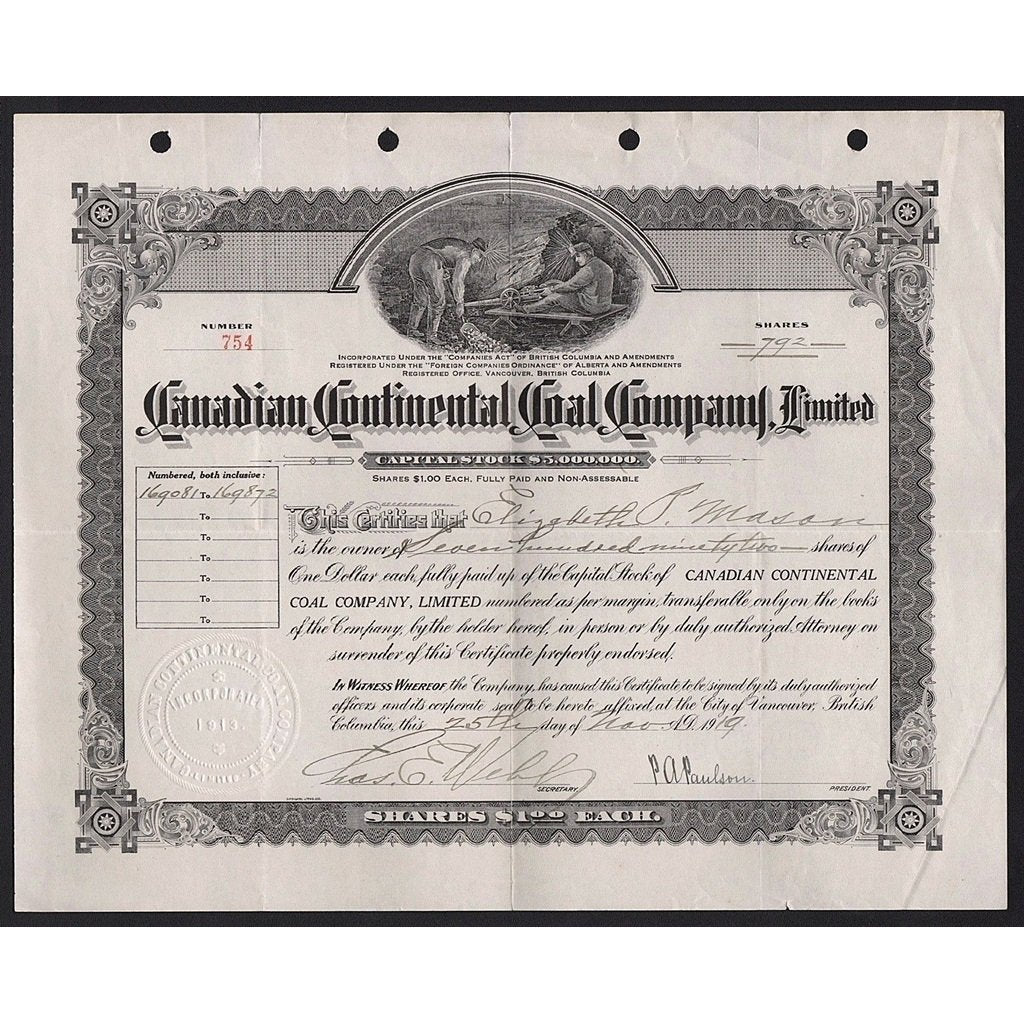 NUMBER
754
SHARES
792
INCORPORATED UNDER THE "COMPANIES ACT" OF BRITISH COLUMBIA AND AMENDMENTS
REGISTERED UNDER THE "FOREIGN COMPANIES ORDINANCE" OF ALBERTA AND AMENDMENTS
REGISTERED OFFICE, VANCOUVER, BRITISH COLUMBIA
Canadian Continental Coal Company, Limited
CAPITAL STOCK $5,000,000.
SHARES $1.00 EACH, FULLY PAID AND NON-ASSESSABLE
Numbered, both inclusive:
169081 To 169872
To
To
To
To
To
This Certifies that Elizabeth P. Mason
is the owner of Seven hundred ninety two shares of
One Dollar each, fully paid up of the Capital Stock of CANADIAN CONTINENTAL
COAL COMPANY, LIMITED numbered as per margin, transferable only on the books
of the Company, by the holder hereof, in person or by duly authorized Attorney on
surrender of this Certificate properly endorsed.
IN WITNESS WHEREOF, the Company, has caused this Certificate to be signed by its duly authorized
officers and its corporate seal to be hereto affixed, at the City of Vancouver, British
Columbia, this 25th day of Nov A.D. 1919.
CANADIAN CONTINENTAL COAL COMPANY
INCORPORATED
1913.
Chas. E. Webb
SECRETARY.
P A Paulson.
PRESIDENT.
SHARES $1.00 EACH.